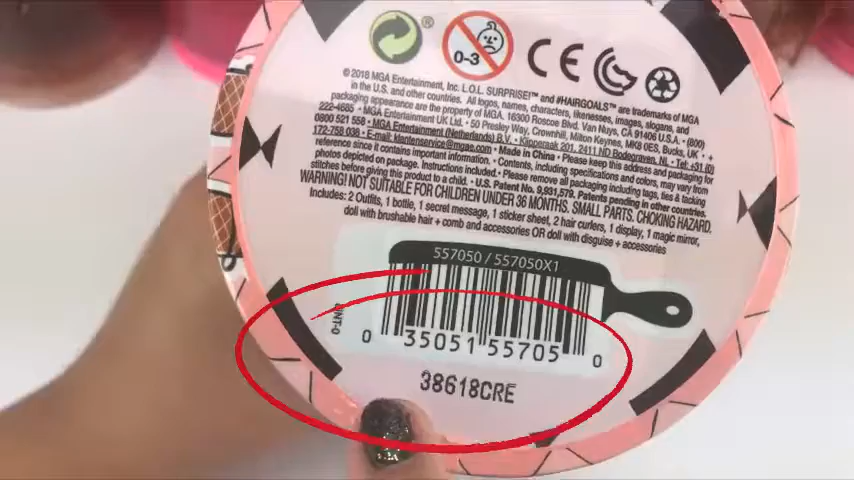 ®
0-3
CE
© 2018 MGA Entertainment, Inc. L.O.L. SURPRISE!™ and #HAIRGOALS™ are trademarks of MGA
in the U.S. and other countries. All logos, names, characters, likenesses, images, slogans, and
packaging appearance are the property of MGA. 16300 Roscoe Blvd. Van Nuys, CA 91406 U.S.A. • (800)
222-4685 • MGA Entertainment UK Ltd. • 50 Presley Way, Crownhill, Milton Keynes, MK8 0ES, Bucks, UK • +
0800 521 558 • MGA Entertainment (Netherlands) B.V. • Kipperaak 201, 2411 ND Bodegraven, NL • Tel: +31 (0)
172-758 038 • E-mail: klantenservice@mgae.com • Made in China • Please keep this address and packaging for
reference since it contains important information. • Contents, including specifications and colors, may vary from
photos depicted on package. Instructions included. • Please remove all packaging including tags, ties & tacking
stitches before giving this product to a child. • U.S. Patent No. 9,931,579. Patents pending in other countries.
WARNING! NOT SUITABLE FOR CHILDREN UNDER 36 MONTHS. SMALL PARTS. CHOKING HAZARD.
Includes: 2 Outfits, 1 bottle, 1 secret message, 1 sticker sheet, 2 hair curlers, 1 display, 1 magic mirror,
doll with brushable hair + comb and accessories OR doll with disguise + accessories
557050 / 557050X1
0 35051 55705 0
38618CRE